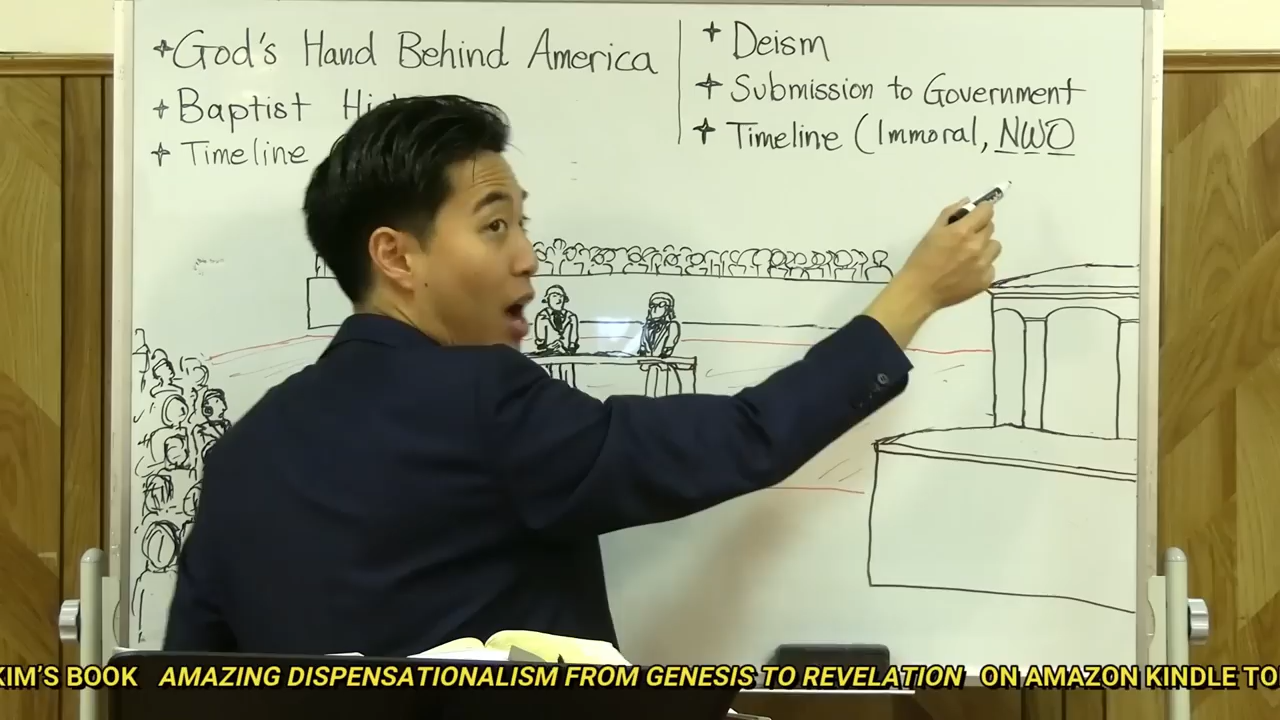 +God's Hand Behind America
+Baptist
+Timeline
+Deism
+Submission to Government
+Timeline (Immoral, NWO
KIM'S BOOK AMAZING DISPENSATIONALISM FROM GENESIS TO REVELATION ON AMAZON KINDLE